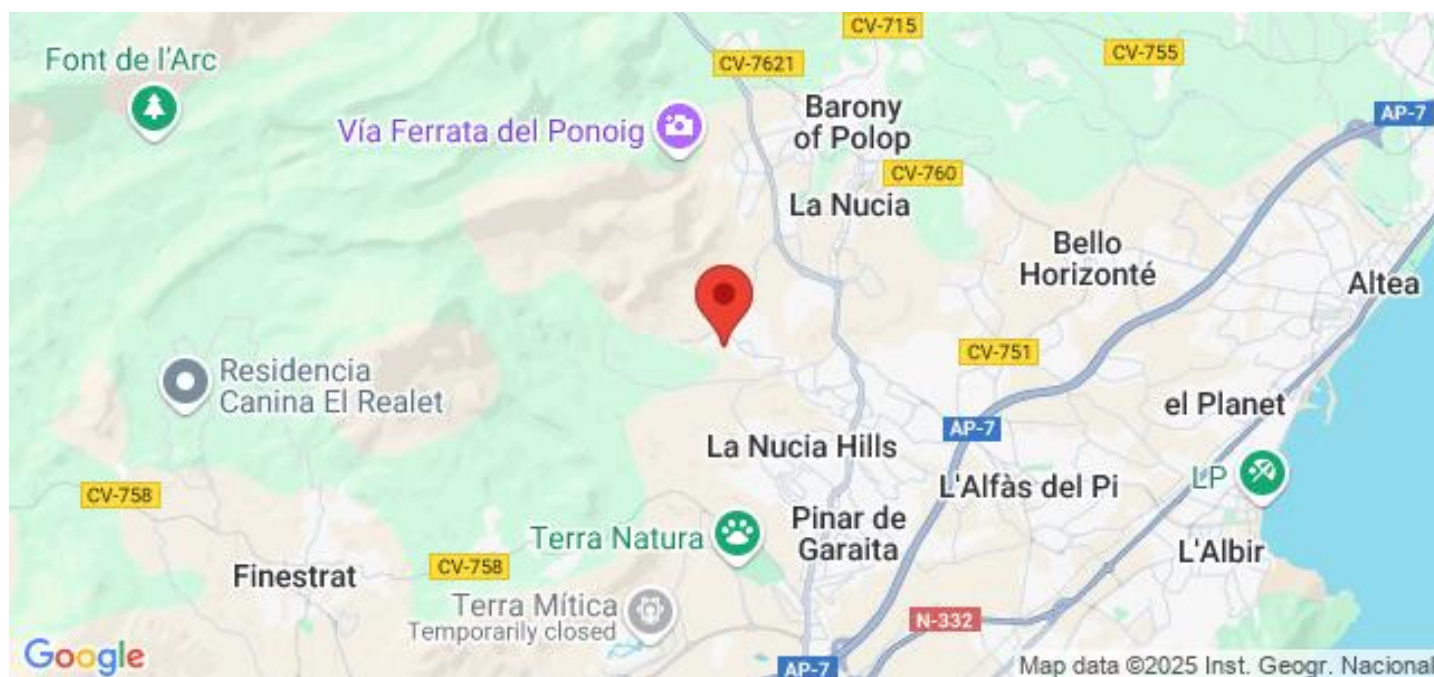 CV-715
Font de l'Arc
CV-7621
CV-755
Barony
of Polop
AP-7
Vía Ferrata del Ponoig
CV-760
La Nucia
Bello
Horizonté
Altea
CV-751
Residencia
Canina El Realet
el Planet
AP-7
La Nucia Hills
LP
L'Alfàs del Pi
CV-758
Pinar de
Garaita
Terra Natura
L'Albir
CV-758
Finestrat
Terra Mítica
Temporarily closed
N-332
Google
AP-7
Map data ©2025 Inst. Geogr. Nacional